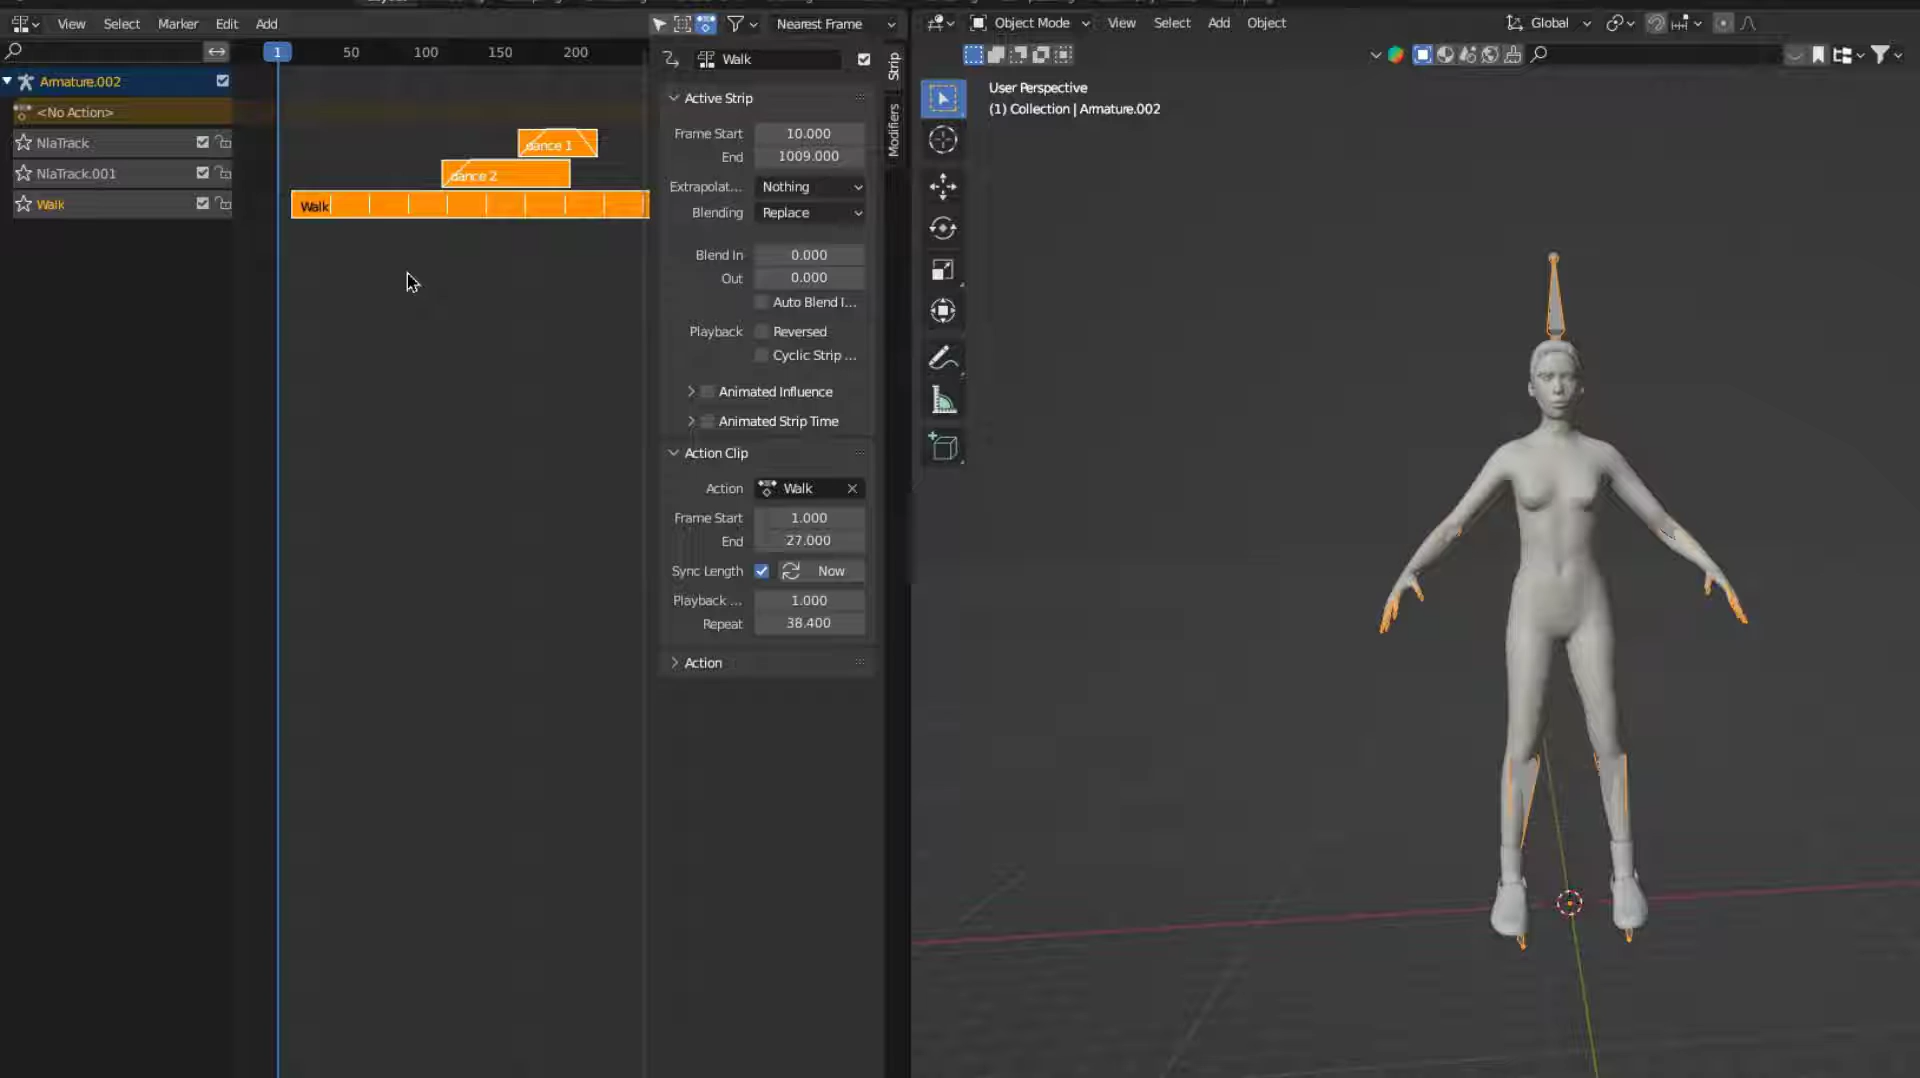 View Select Marker Edit Add
Nearest Frame
Object Mode View Select Add Object
Global
1 50 100 150 200
Walk
Strip
Modifiers
Armature.002
<No Action>
NlaTrack
NlaTrack.001
Walk
dance 1
dance 2
Walk
Active Strip
Frame Start 10.000
End 1009.000
Extrapolat... Nothing
Blending Replace
Blend In 0.000
Out 0.000
Auto Blend I...
Playback Reversed
Cyclic Strip ...
Animated Influence
Animated Strip Time
Action Clip
Action Walk
Frame Start 1.000
End 27.000
Sync Length Now
Playback ... 1.000
Repeat 38.400
Action
User Perspective
(1) Collection | Armature.002